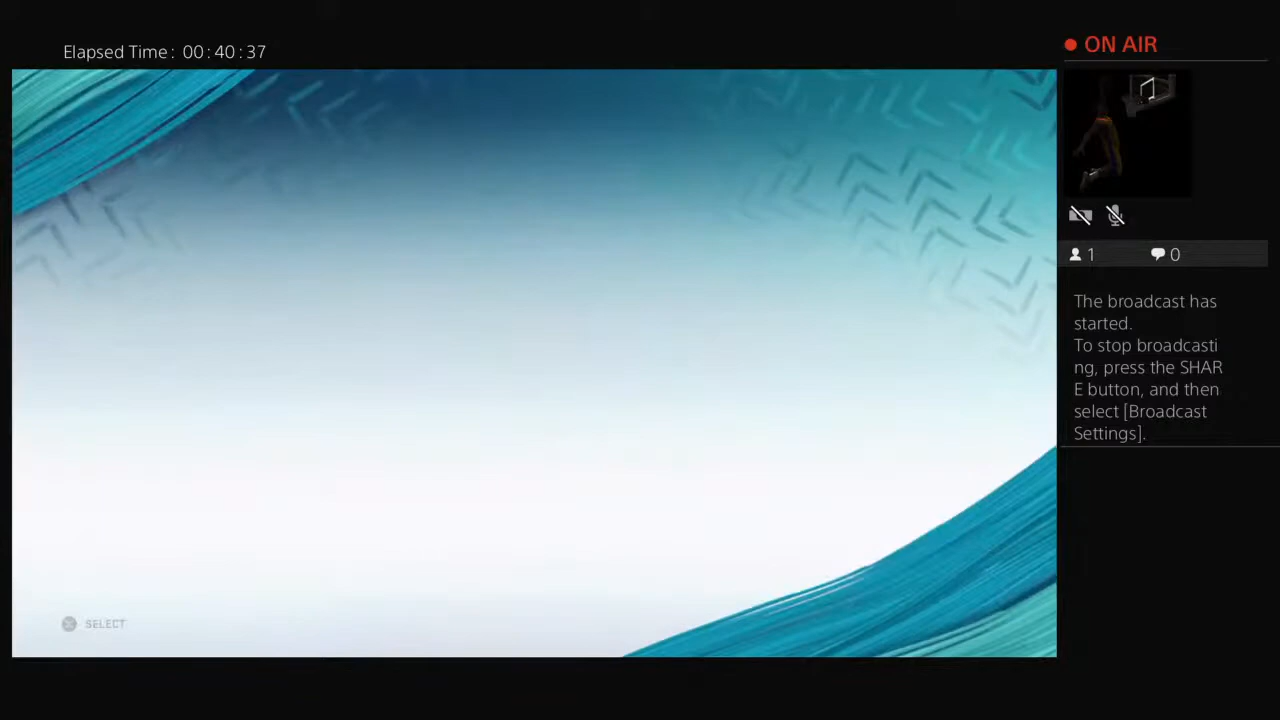 Elapsed Time: 00:40:37
ON AIR
1 0
The broadcast has
started.
To stop broadcasti
ng, press the SHAR
E button, and then
select [Broadcast
Settings].
SELECT